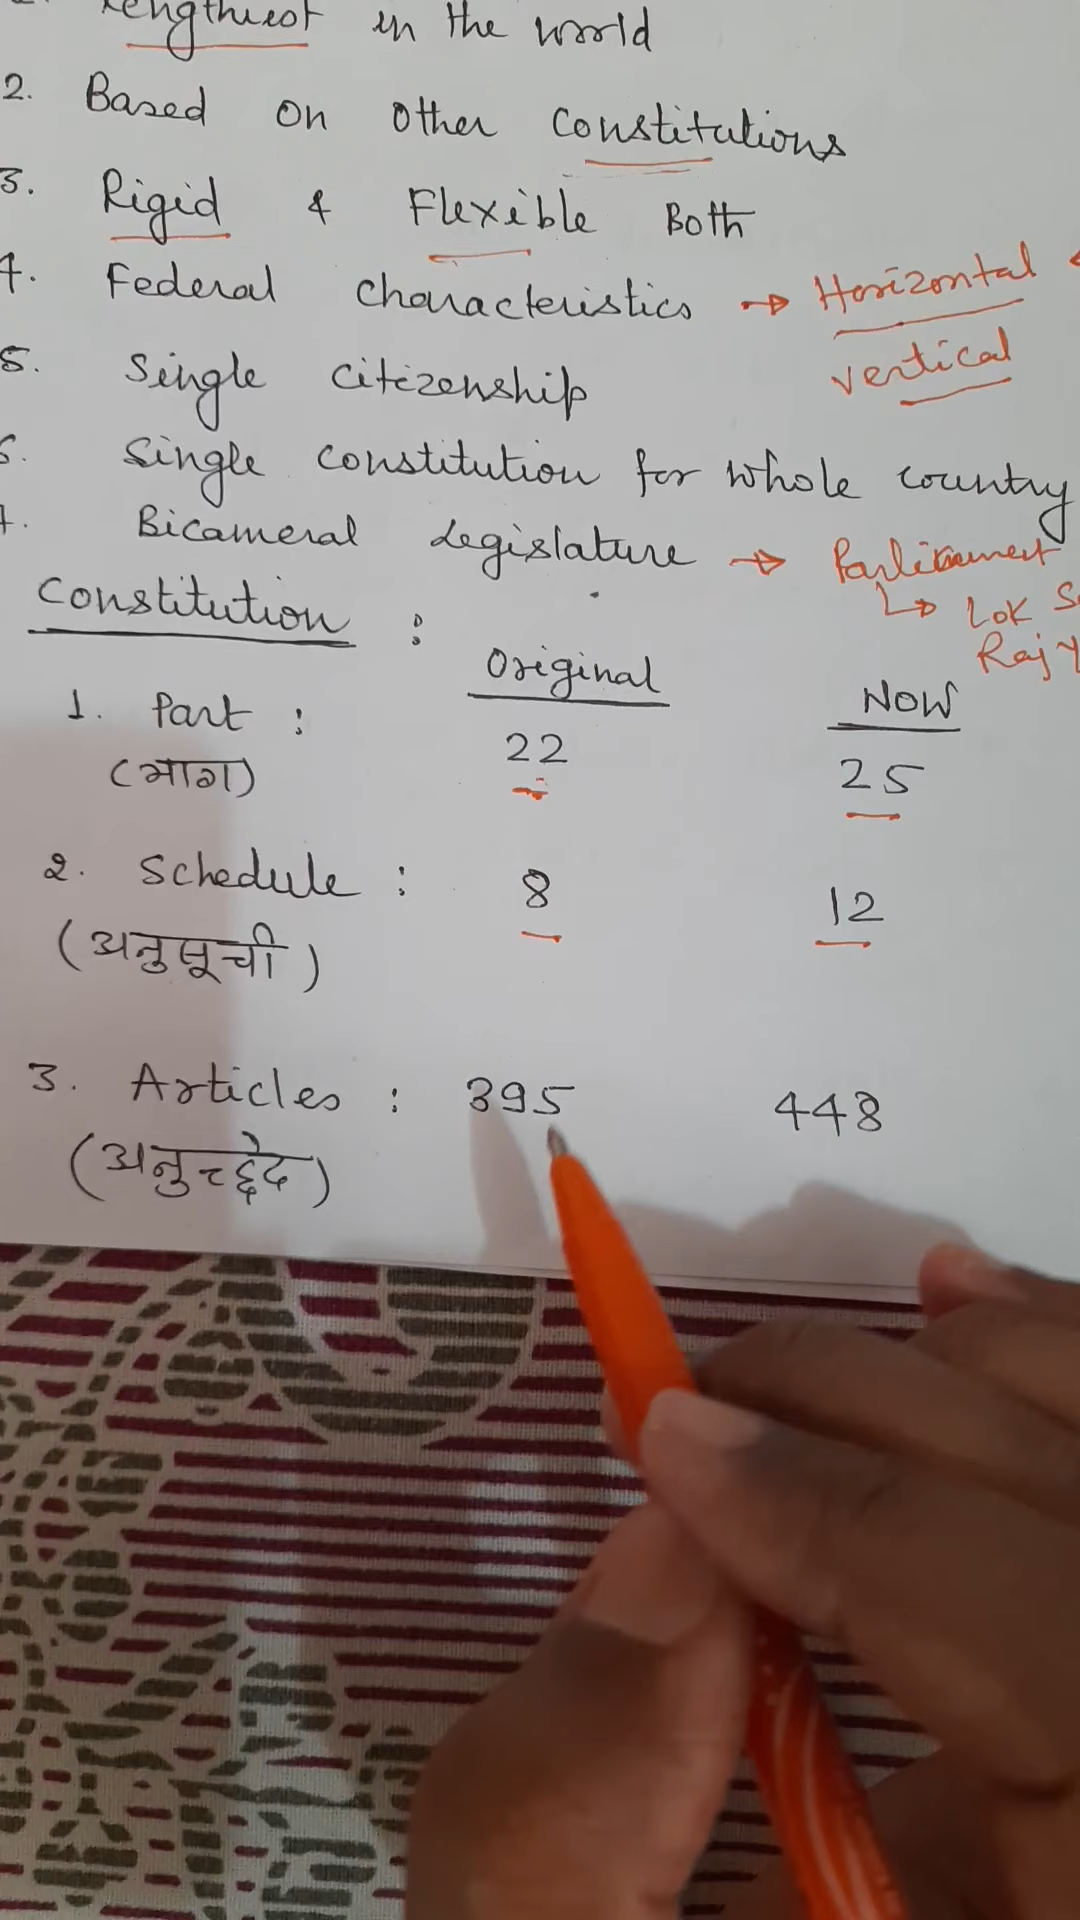 Lengthiest in the world
2. Based on other constitutions
3. Rigid & Flexible Both
4. Federal characteristics → Horizontal
vertical
5. Single citizenship
6. Single constitution for whole country
7. Bicameral Legislature → Parliament
↳ Lok
Constitution :
Original
Now
1. Part : 22 25
(भाग)
2. Schedule : 8 12
(अनुसूची)
3. Articles : 395 448
(अनुच्छेद)